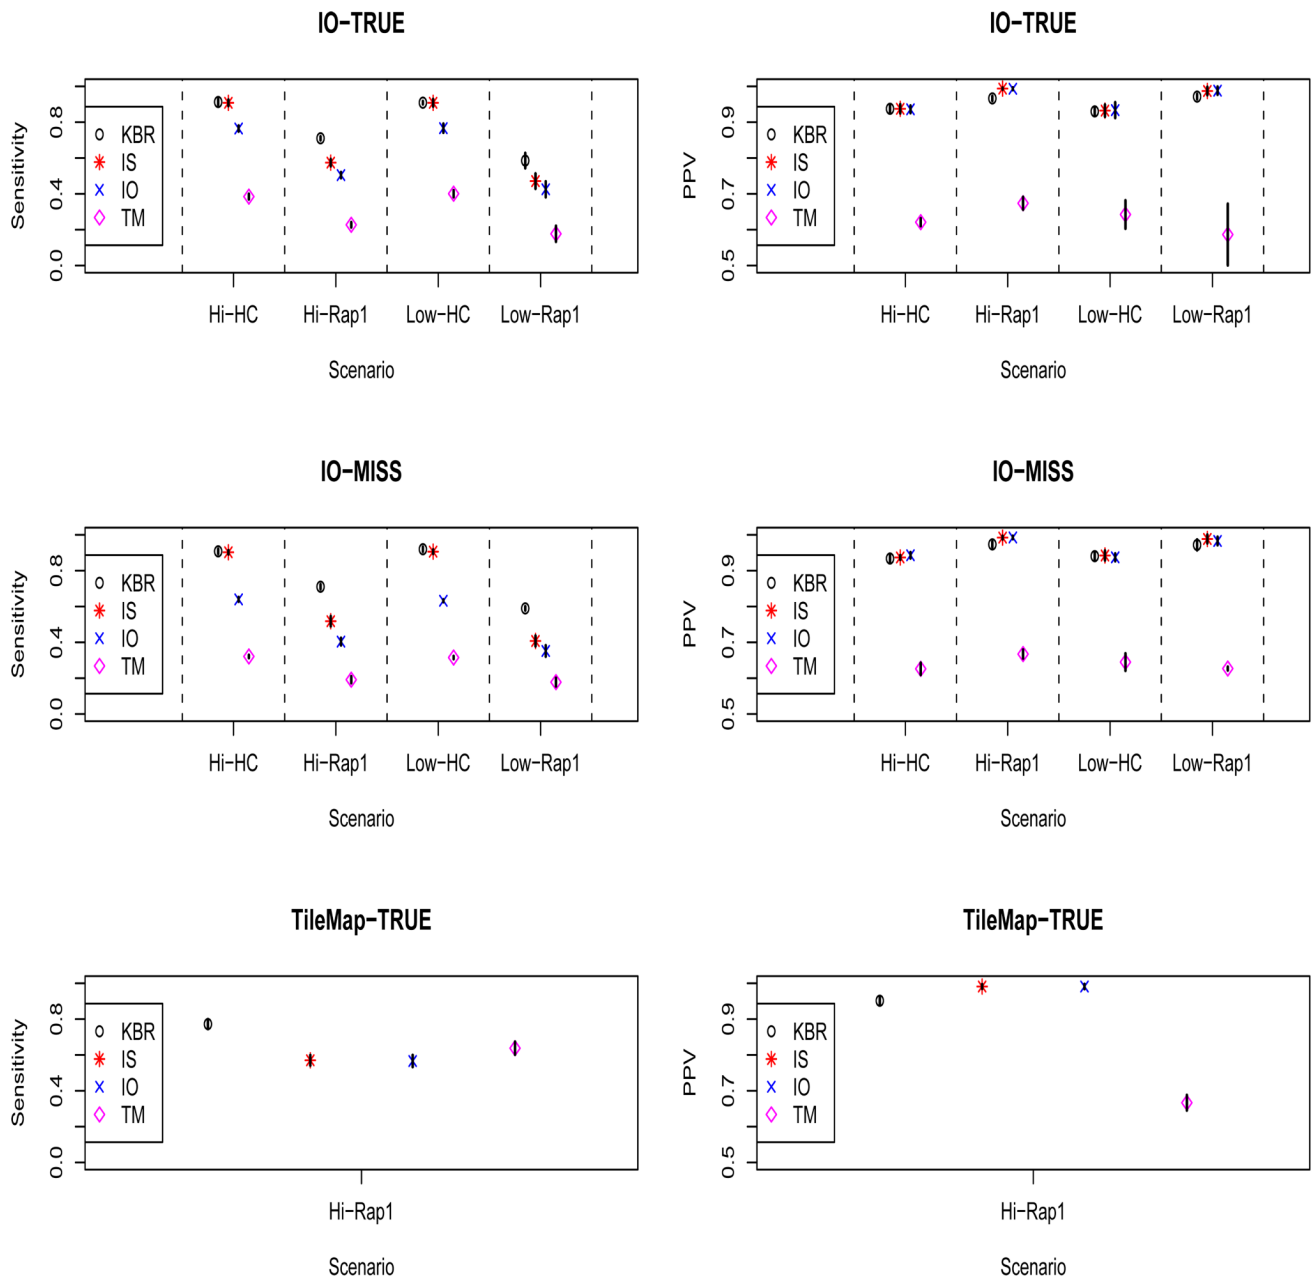 IO−TRUE
Sensitivity
0.8
0.4
0.0
KBR
IS
IO
TM
Hi−HC Hi−Rap1 Low−HC Low−Rap1
Scenario
IO−TRUE
PPV
0.9
0.7
0.5
KBR
IS
IO
TM
Hi−HC Hi−Rap1 Low−HC Low−Rap1
Scenario
IO−MISS
Sensitivity
0.8
0.4
0.0
KBR
IS
IO
TM
Hi−HC Hi−Rap1 Low−HC Low−Rap1
Scenario
IO−MISS
PPV
0.9
0.7
0.5
KBR
IS
IO
TM
Hi−HC Hi−Rap1 Low−HC Low−Rap1
Scenario
TileMap−TRUE
Sensitivity
0.8
0.4
0.0
KBR
IS
IO
TM
Hi−Rap1
Scenario
TileMap−TRUE
PPV
0.9
0.7
0.5
KBR
IS
IO
TM
Hi−Rap1
Scenario